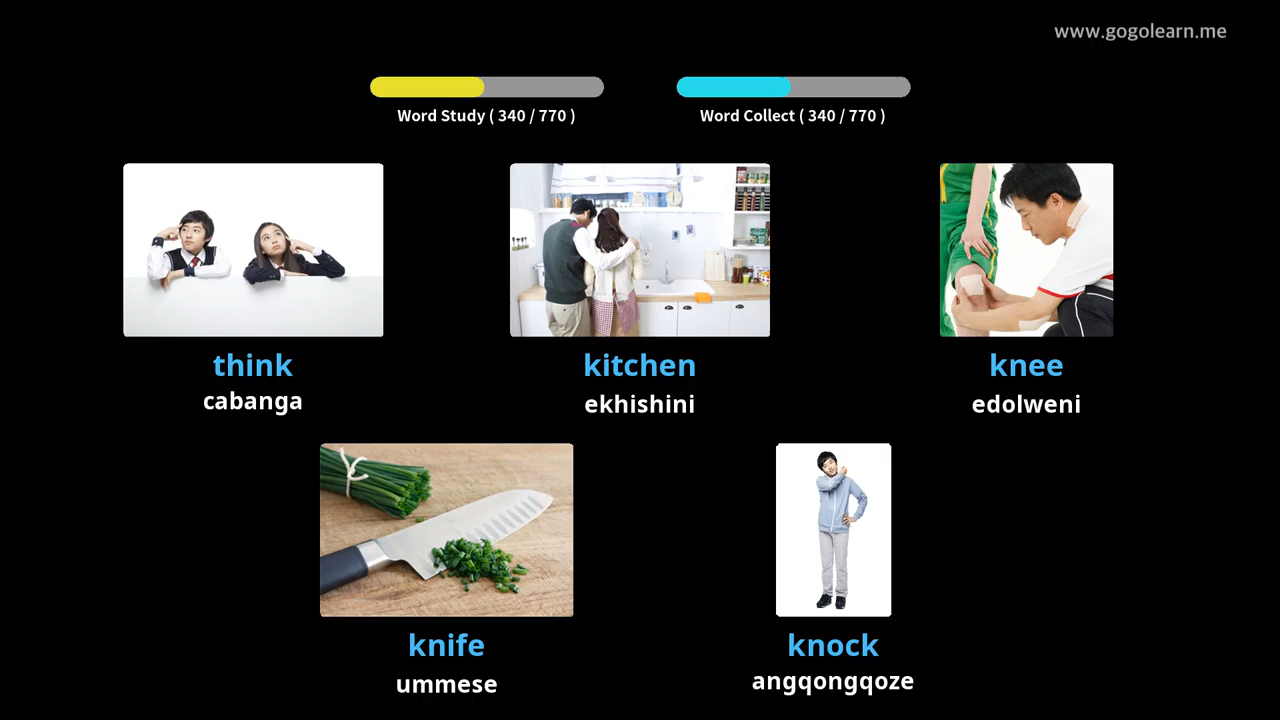 www.gogolearn.me
Word Study ( 340 / 770 )
Word Collect ( 340 / 770 )
think
cabanga
kitchen
ekhishini
knee
edolweni
knife
ummese
knock
angqongqoze